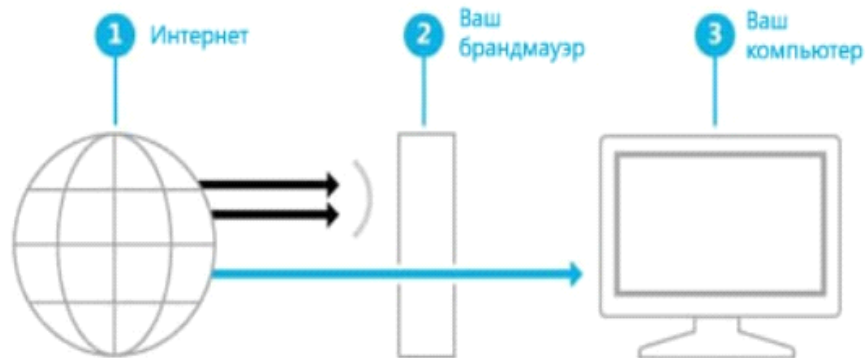 1 Интернет
2 Ваш
брандмауэр
3 Ваш
компьютер